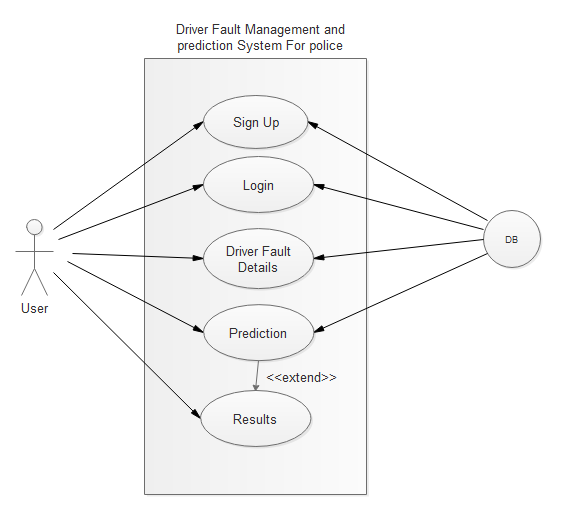 Driver Fault Management and
prediction System For police
Sign Up
Login
DB
Driver Fault
Details
User
Prediction
<<extend>>
Results